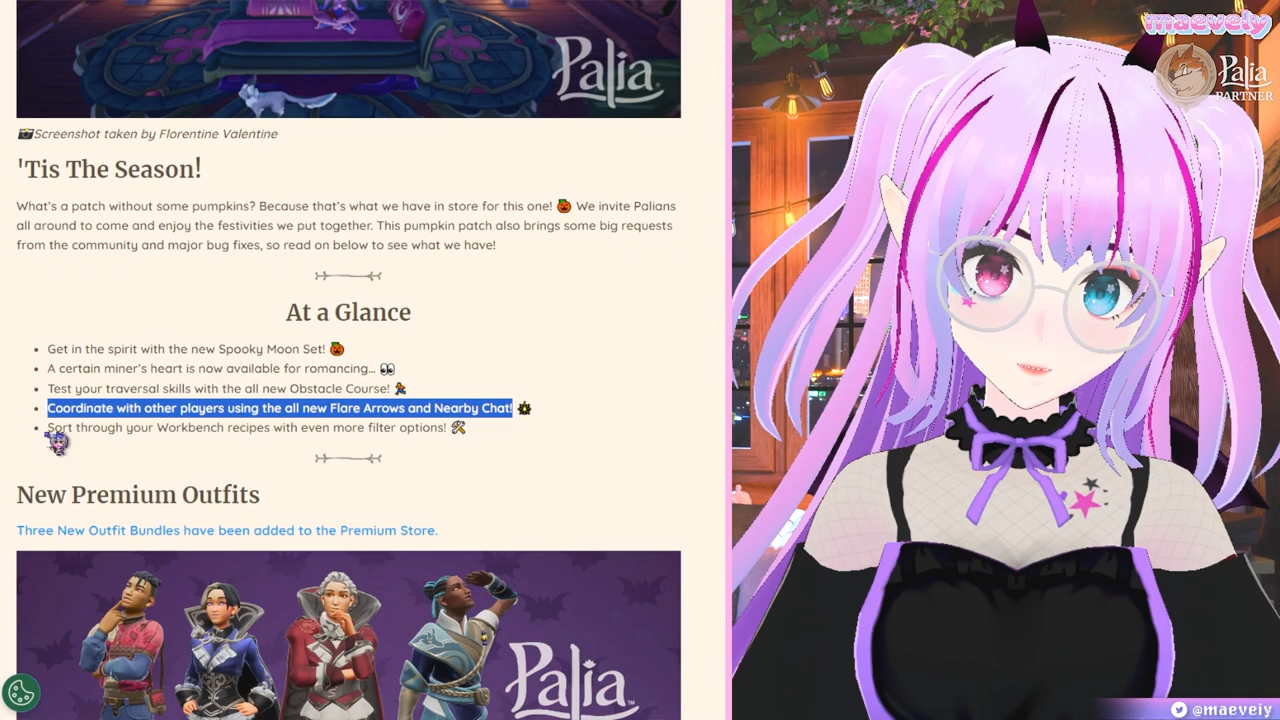 Palia
📸Screenshot taken by Florentine Valentine
'Tis The Season!
What's a patch without some pumpkins? Because that's what we have in store for this one! 🎃 We invite Palians
all around to come and enjoy the festivities we put together. This pumpkin patch also brings some big requests
from the community and major bug fixes, so read on below to see what we have!
At a Glance
Get in the spirit with the new Spooky Moon Set! 🎃
A certain miner's heart is now available for romancing... 👀
Test your traversal skills with the all new Obstacle Course! 🏃
Coordinate with other players using the all new Flare Arrows and Nearby Chat!
Sort through your Workbench recipes with even more filter options! 🛠️
New Premium Outfits
Three New Outfit Bundles have been added to the Premium Store.
Palia
maevely
Palia
PARTNER
@maevely